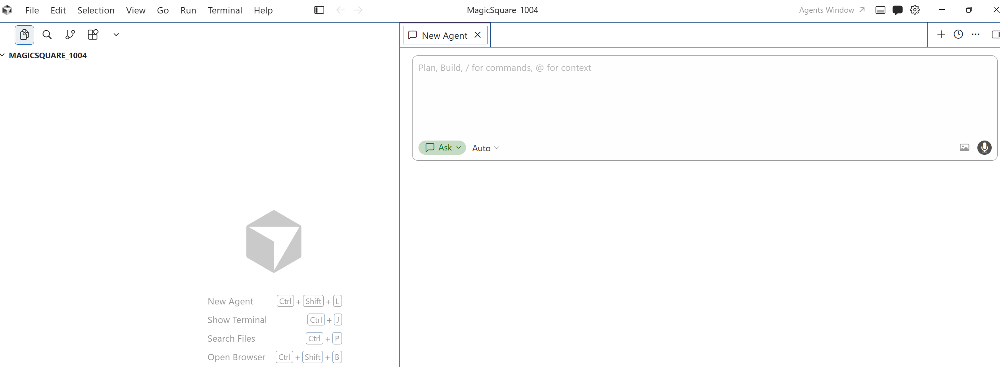 File Edit Selection View Go Run Terminal Help MagicSquare_1004 Agents Window
MAGICSQUARE_1004
New Agent
Plan, Build, / for commands, @ for context
Ask Auto
New Agent Ctrl + Shift + L
Show Terminal Ctrl + J
Search Files Ctrl + P
Open Browser Ctrl + Shift + B